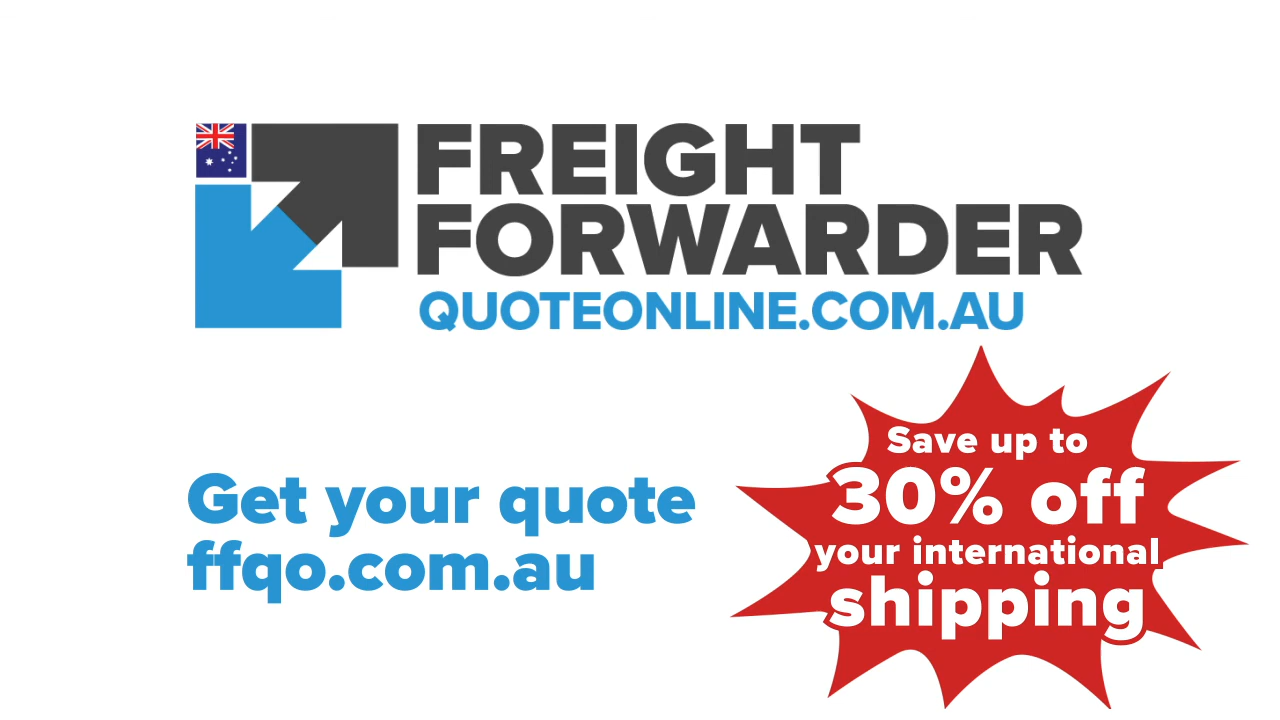 FREIGHT
FORWARDER
QUOTEONLINE.COM.AU
Get your quote
ffqo.com.au
Save up to
30% off
your international
shipping